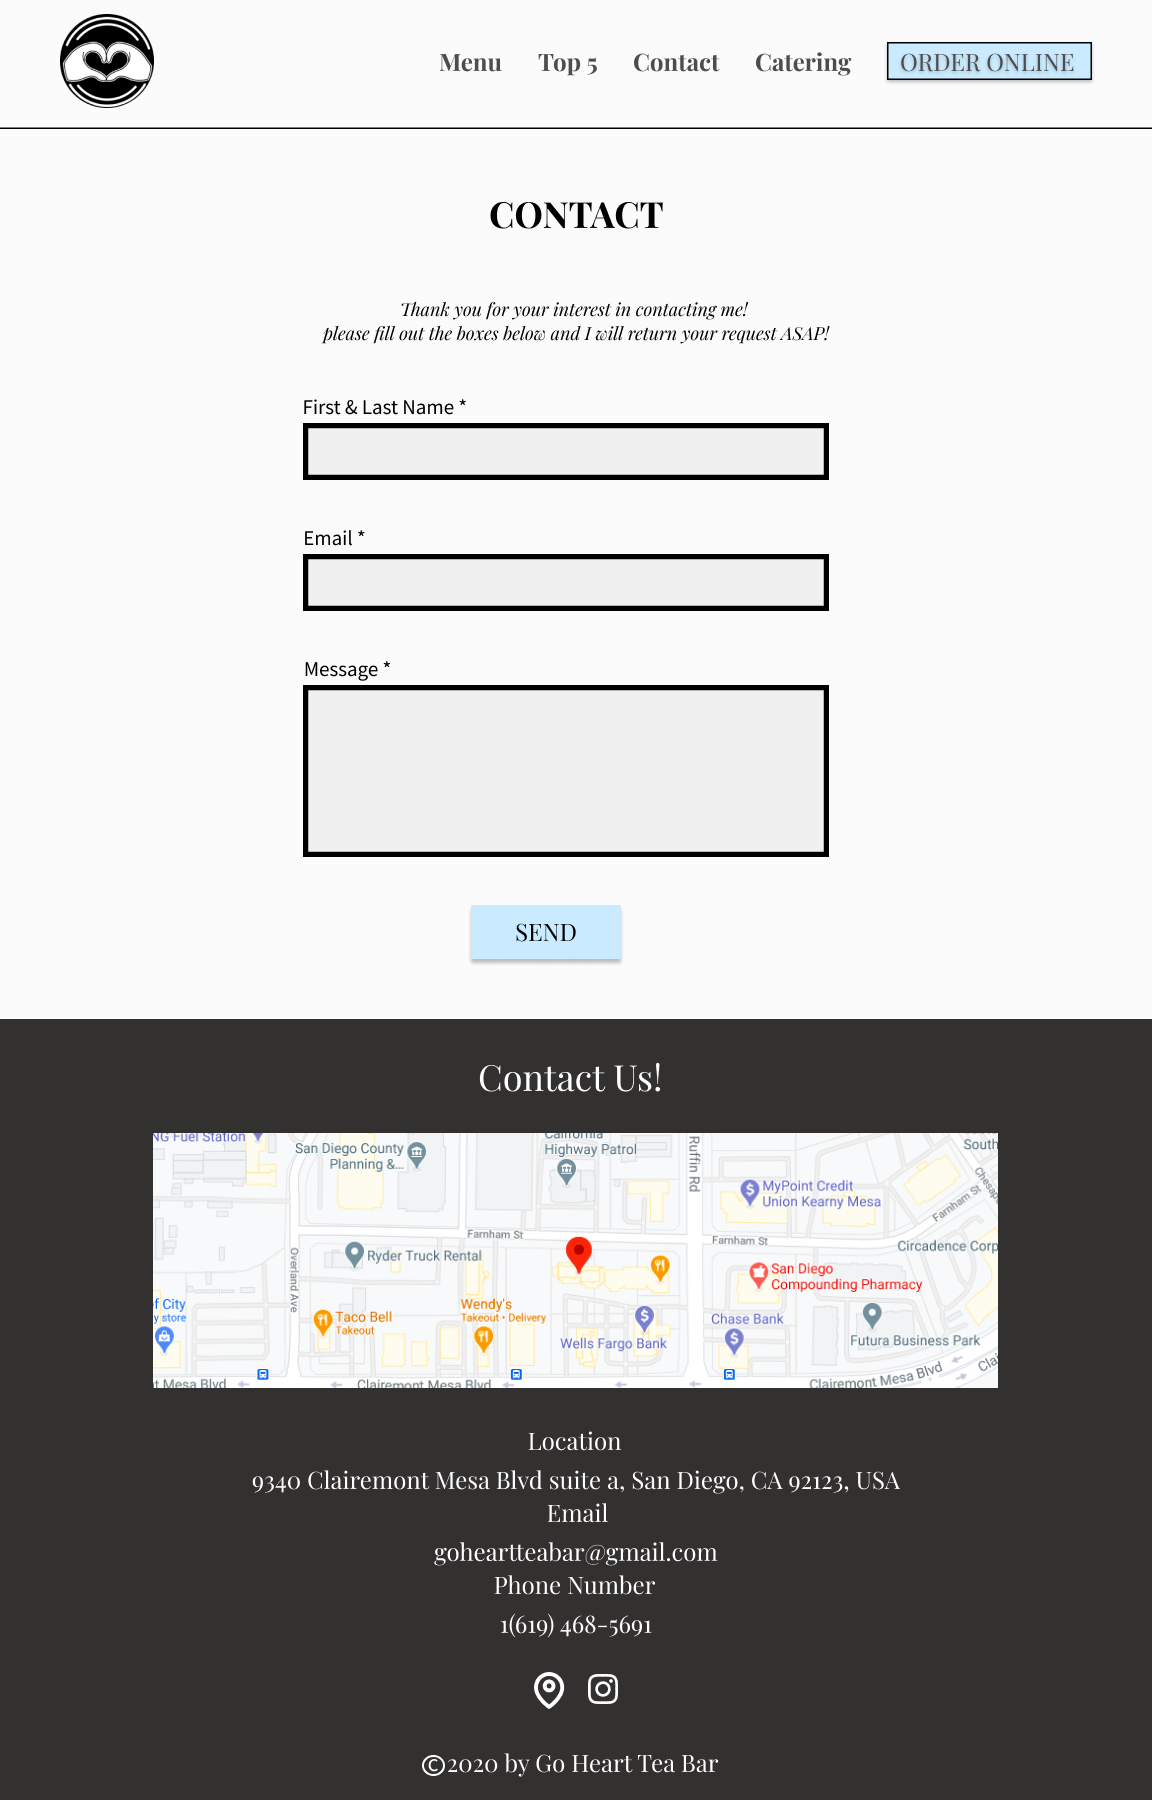 Menu Top 5 Contact Catering ORDER ONLINE
CONTACT
Thank you for your interest in contacting me!
please fill out the boxes below and I will return your request ASAP!
First & Last Name *
Email *
Message *
SEND
Contact Us!
NG Fuel Station
San Diego County
Planning &...
California
Highway Patrol
Ruffin Rd
South
MyPoint Credit
Union Kearny Mesa
Chesap
Farnham St
Farnham St
Farnham St
Circadence Corp
Overland Ave
Ryder Truck Rental
San Diego
Compounding Pharmacy
f City
y store
Taco Bell
Takeout
Wendy's
Takeout • Delivery
Wells Fargo Bank
Chase Bank
Futura Business Park
t Mesa Blvd
Clairemont Mesa Blvd
Clairemont Mesa Blvd
Clai
Location
9340 Clairemont Mesa Blvd suite a, San Diego, CA 92123, USA
Email
goheartteabar@gmail.com
Phone Number
1(619) 468-5691
©2020 by Go Heart Tea Bar